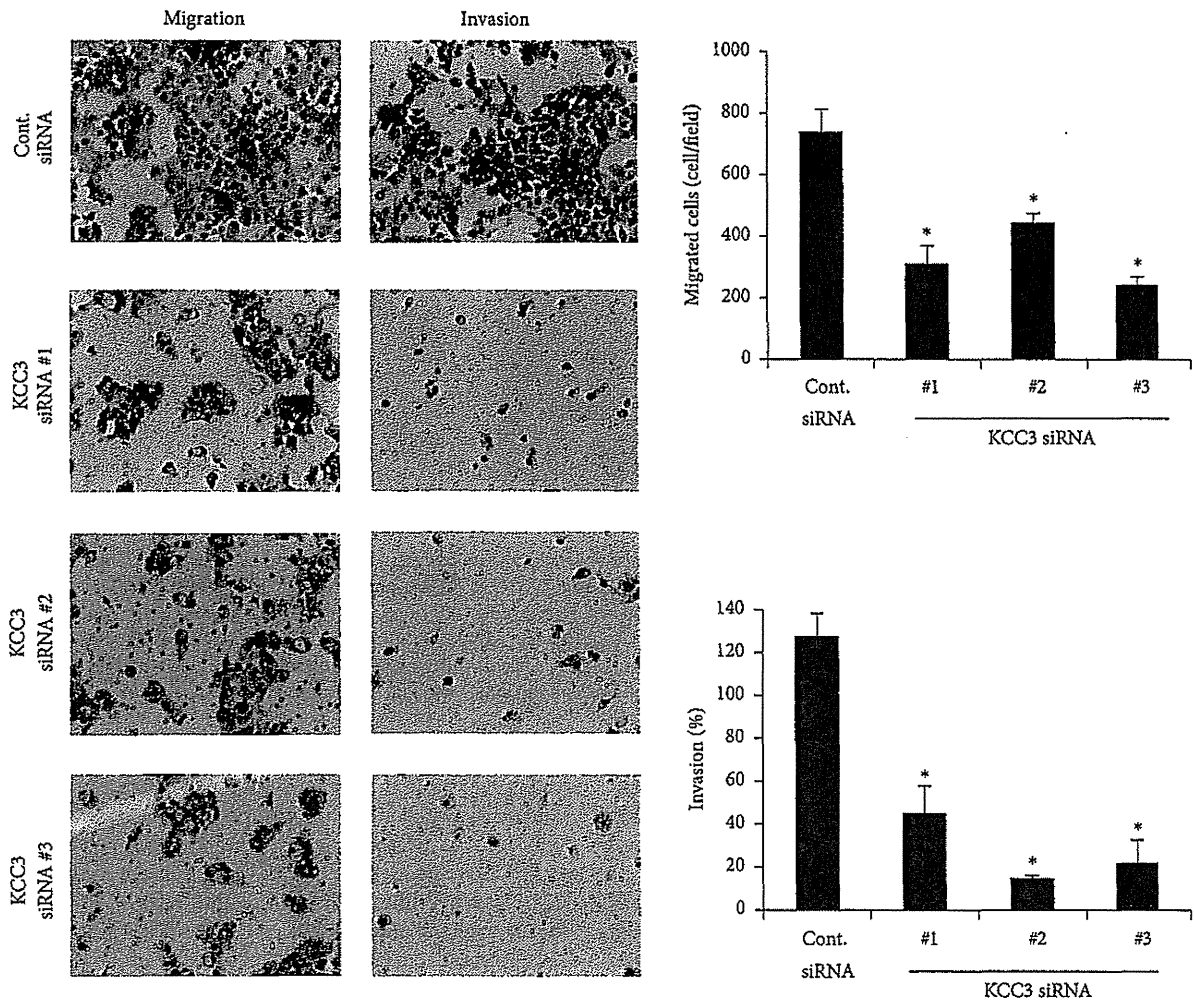 Migration
Invasion
Cont.
siRNA
KCC3
siRNA #1
KCC3
siRNA #2
KCC3
siRNA #3
Migrated cells (cell/field)
1000
800
600
400
200
0
*
*
*
Cont.
siRNA
#1
#2
#3
KCC3 siRNA
Invasion (%)
140
120
100
80
60
40
20
0
*
*
*
Cont.
siRNA
#1
#2
#3
KCC3 siRNA